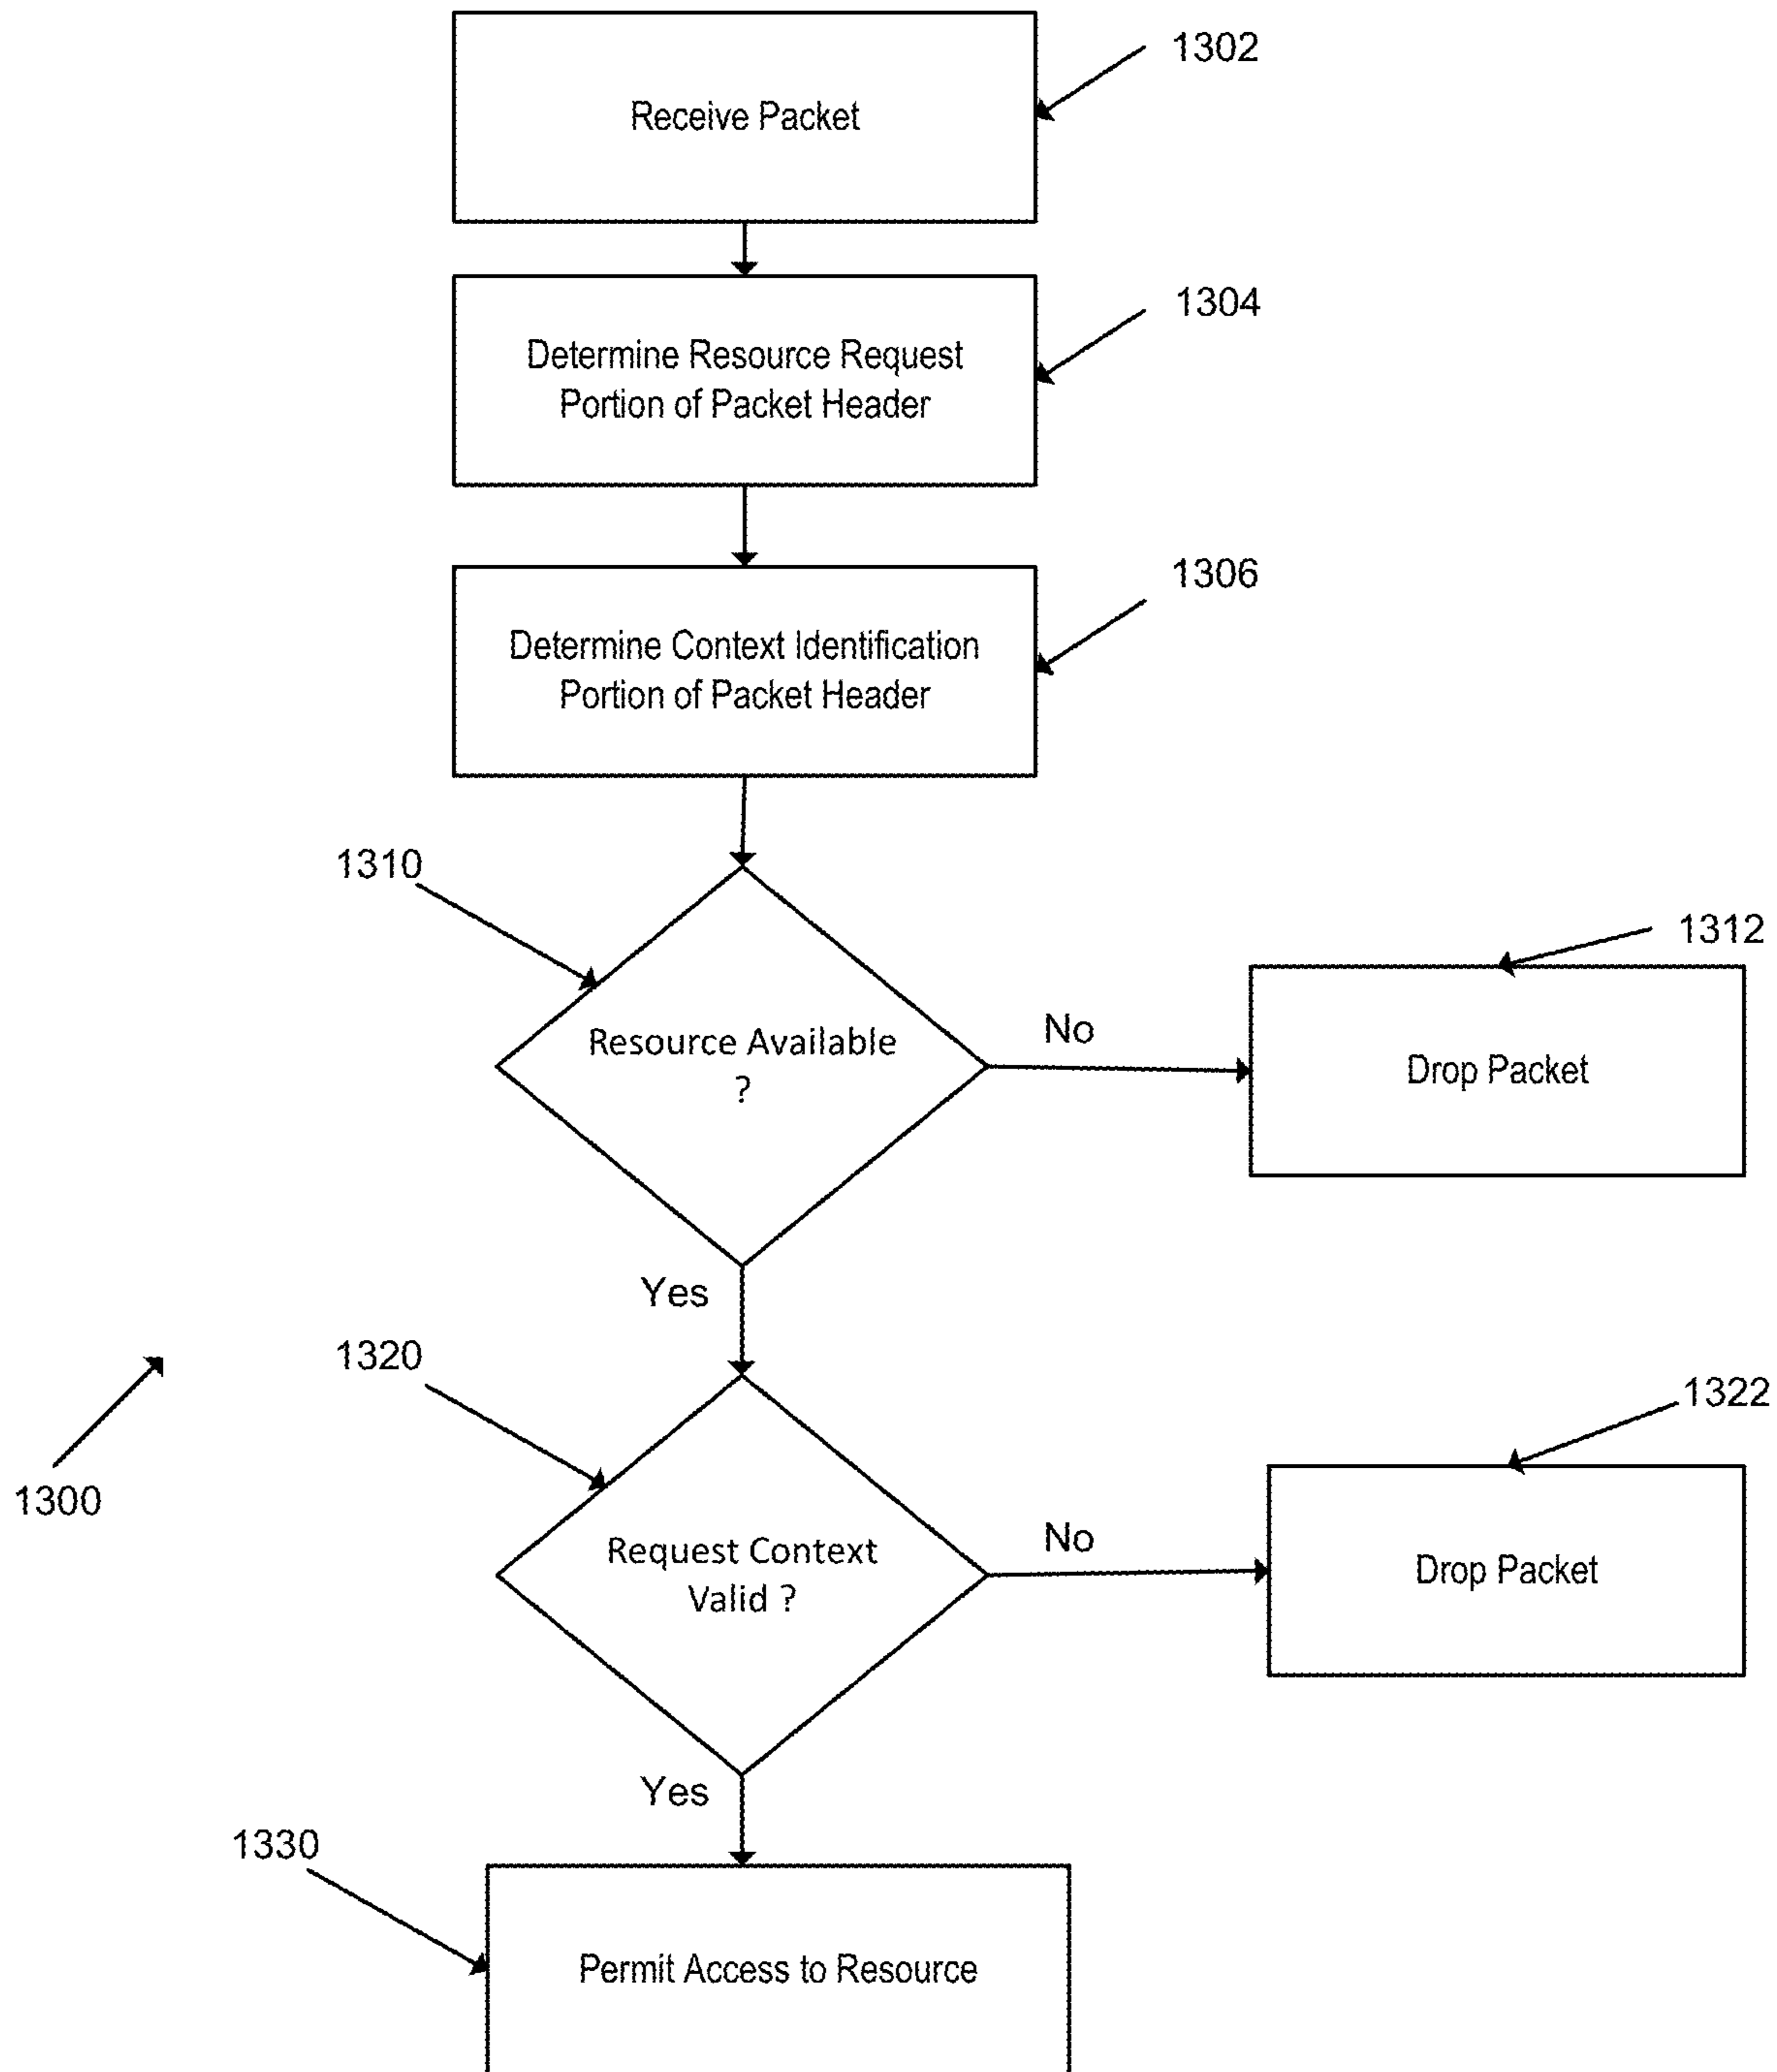 1302
Receive Packet
1304
Determine Resource Request
Portion of Packet Header
1306
Determine Context Identification
Portion of Packet Header
1310
1312
Resource Available
?
No
Drop Packet
Yes
1320
1322
1300
Request Context
Valid ?
No
Drop Packet
Yes
1330
Permit Access to Resource